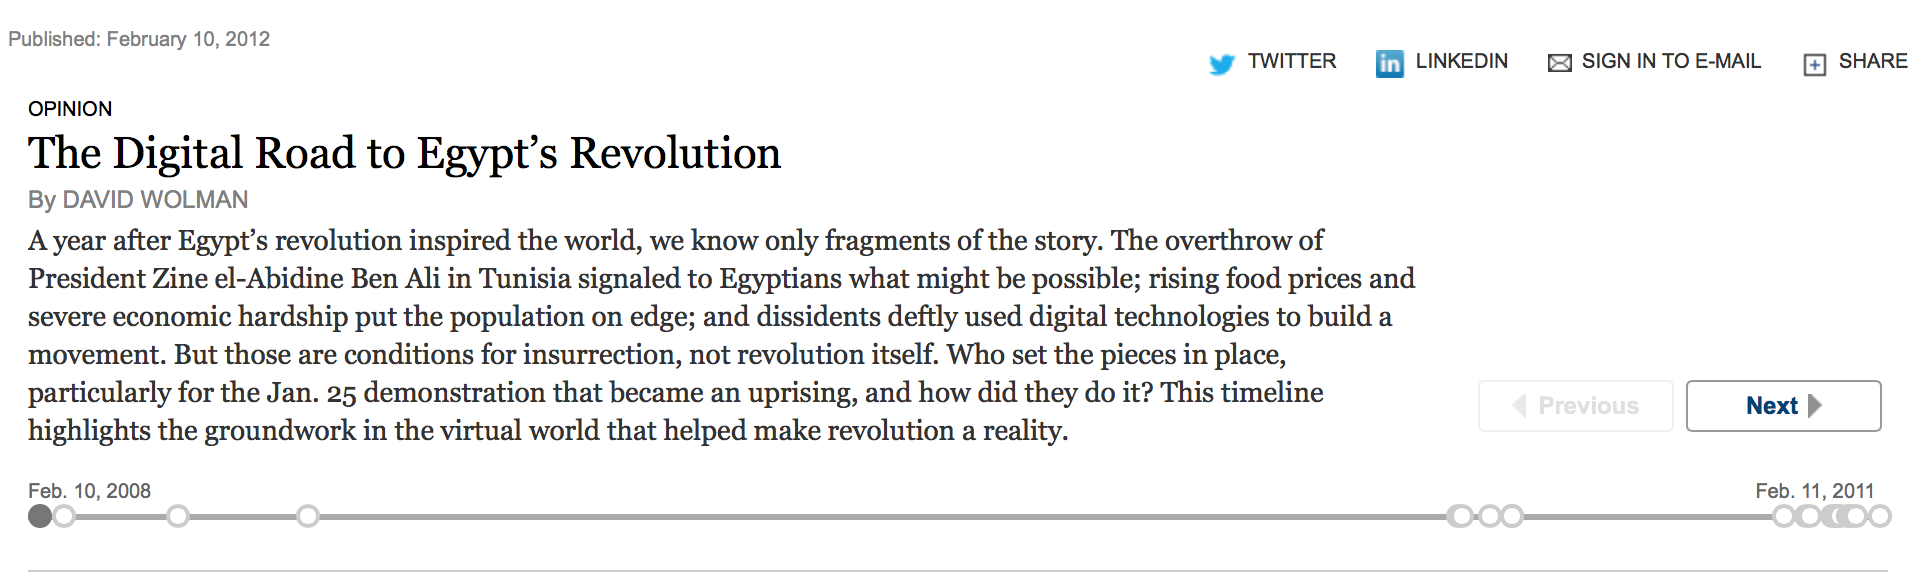 Published: February 10, 2012
TWITTER
LINKEDIN
SIGN IN TO E-MAIL
SHARE
OPINION
The Digital Road to Egypt’s Revolution
By DAVID WOLMAN
A year after Egypt’s revolution inspired the world, we know only fragments of the story. The overthrow of
President Zine el-Abidine Ben Ali in Tunisia signaled to Egyptians what might be possible; rising food prices and
severe economic hardship put the population on edge; and dissidents deftly used digital technologies to build a
movement. But those are conditions for insurrection, not revolution itself. Who set the pieces in place,
particularly for the Jan. 25 demonstration that became an uprising, and how did they do it? This timeline
highlights the groundwork in the virtual world that helped make revolution a reality.
Previous
Next
Feb. 10, 2008
Feb. 11, 2011